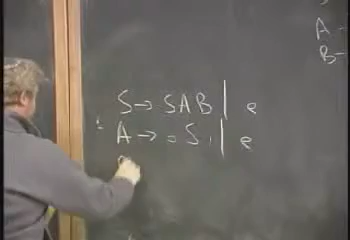 S → SAB | e
A → = S, | e
A -
B -